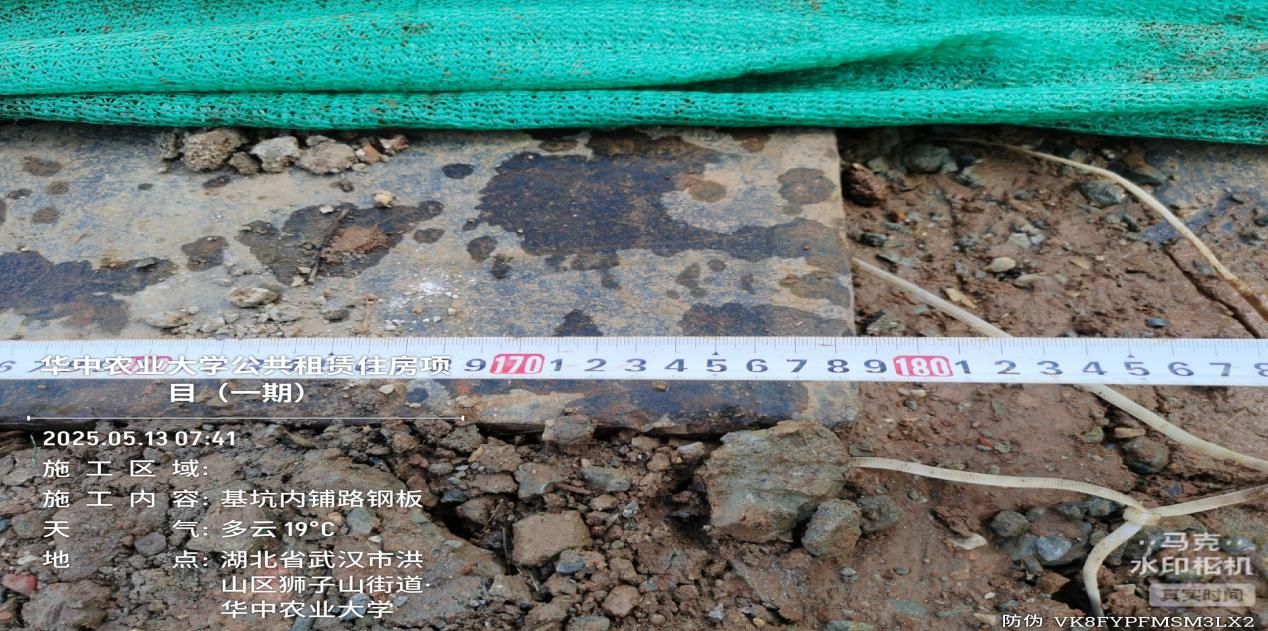 6 7 9 170 1 2 3 4 5 6 7 8 9 180 1 2 3 4 5 6 7 8
华中农业大学公共租赁住房项
目（一期）
2025.05.13 07:41
施工区域:
施工内容: 基坑内铺路钢板
天气: 多云 19°C
地点: 湖北省武汉市洪
山区狮子山街道·
华中农业大学
马克
水印相机
真实时间
防伪 VK8FYPFMSM3LX2